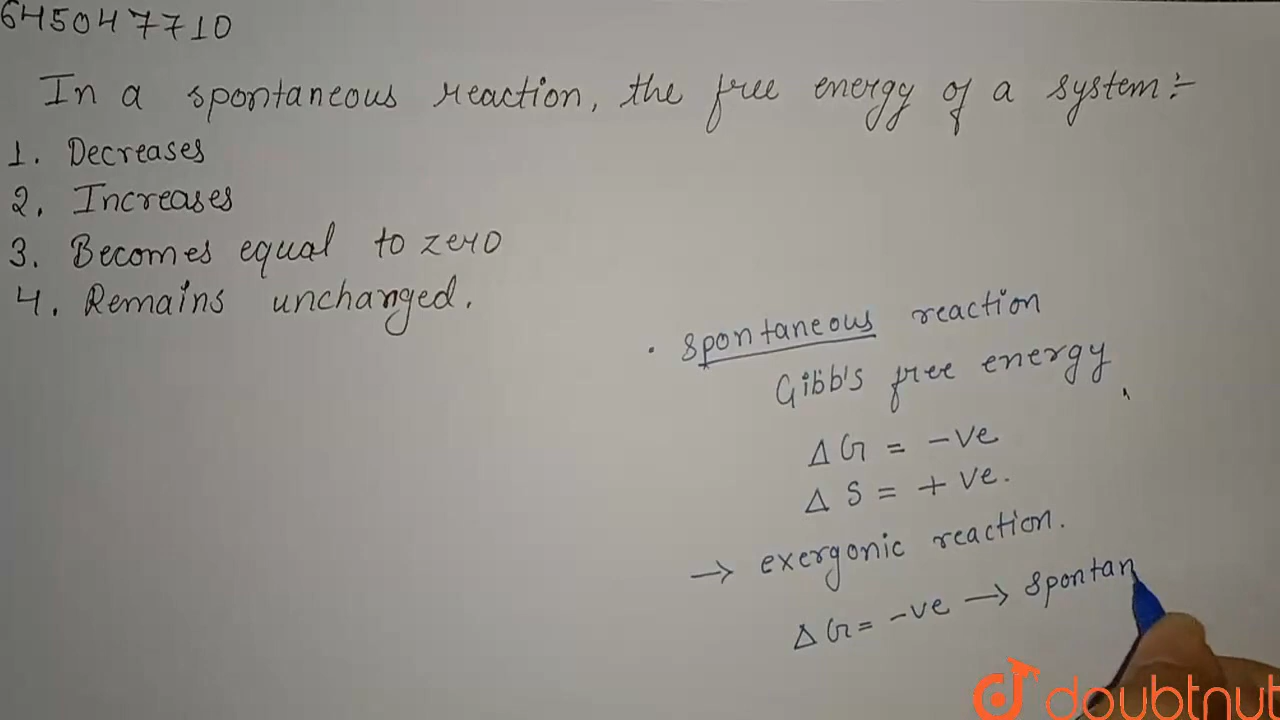 645047710
In a spontaneous reaction, the free energy of a system:-
1. Decreases
2. Increases
3. Becomes equal to zero
4. Remains unchanged.
. spontaneous reaction
Gibb's free energy
ΔG = -ve
ΔS = + ve.
→ exergonic reaction.
ΔG = -ve → spontan
doubtnut